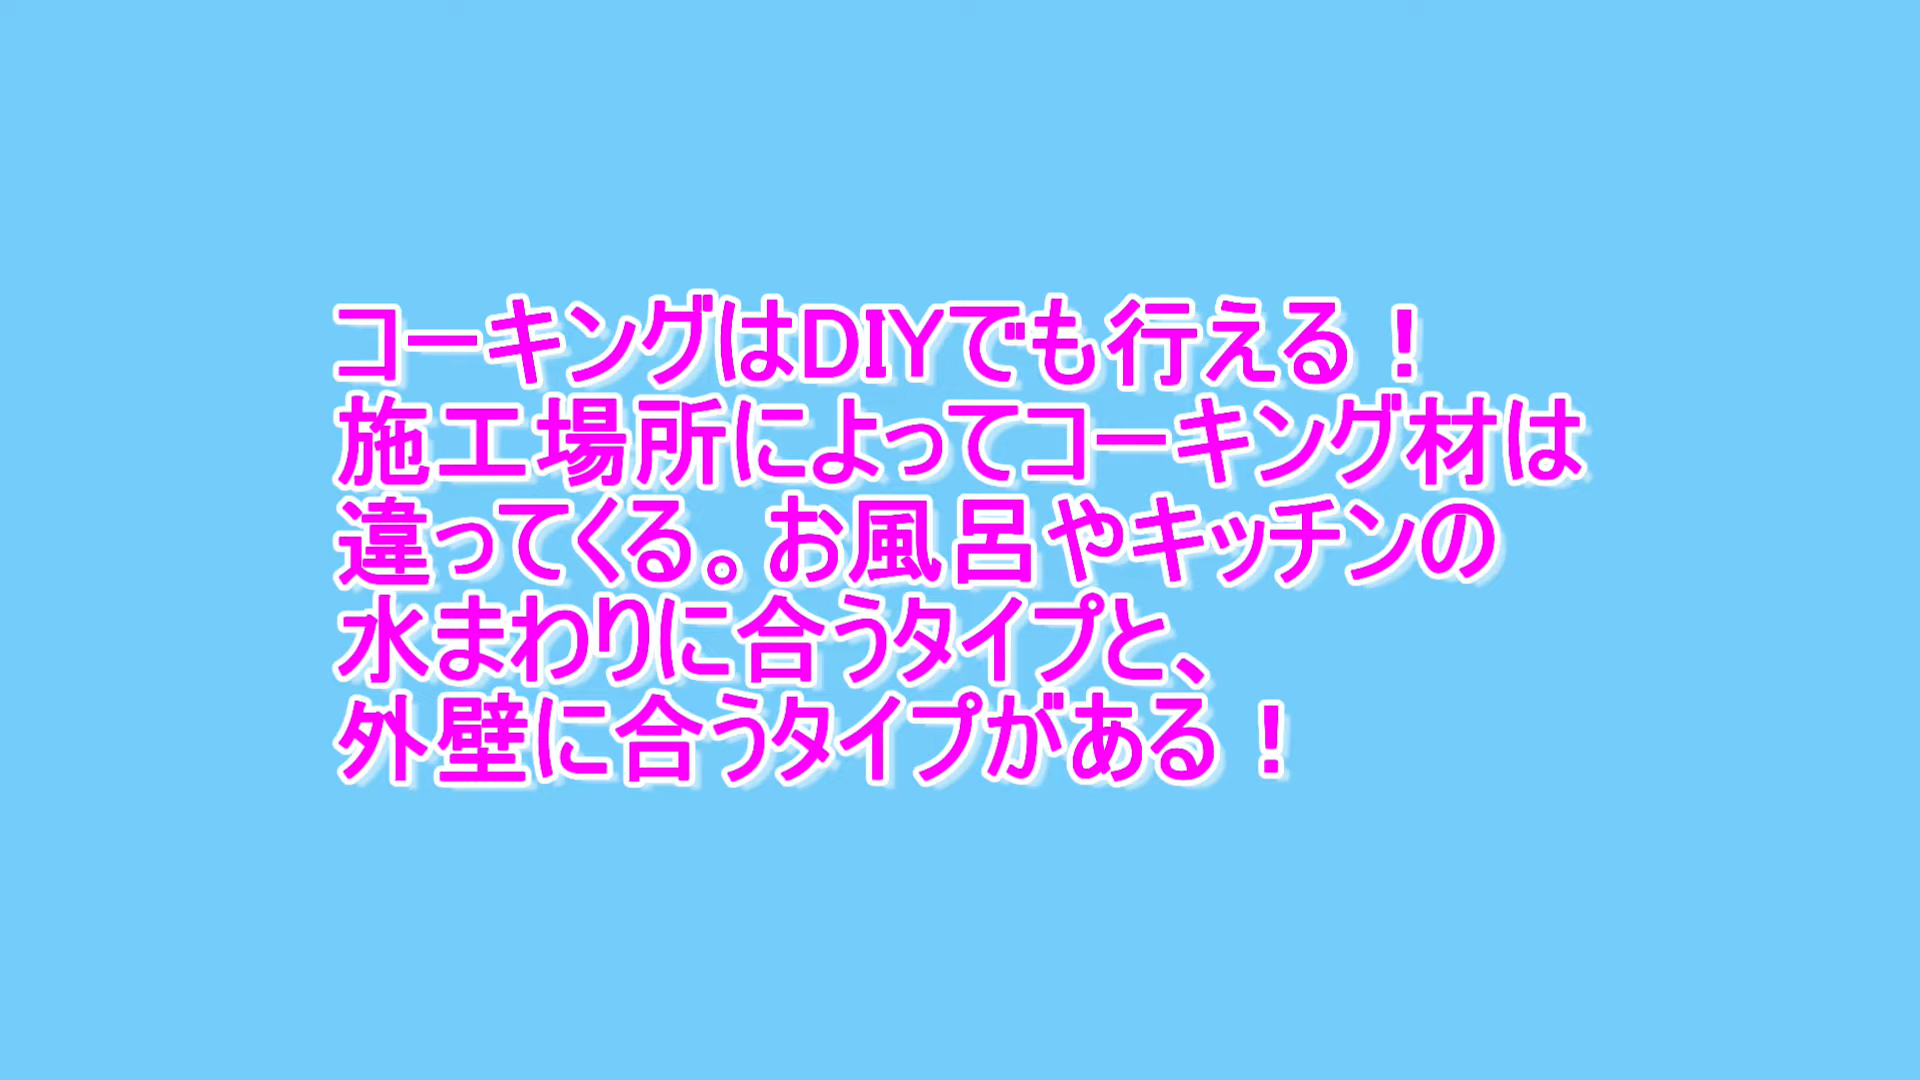 コーキングはDIYでも行える！
施工場所によってコーキング材は
違ってくる。お風呂やキッチンの
水まわりに合うタイプと、
外壁に合うタイプがある！